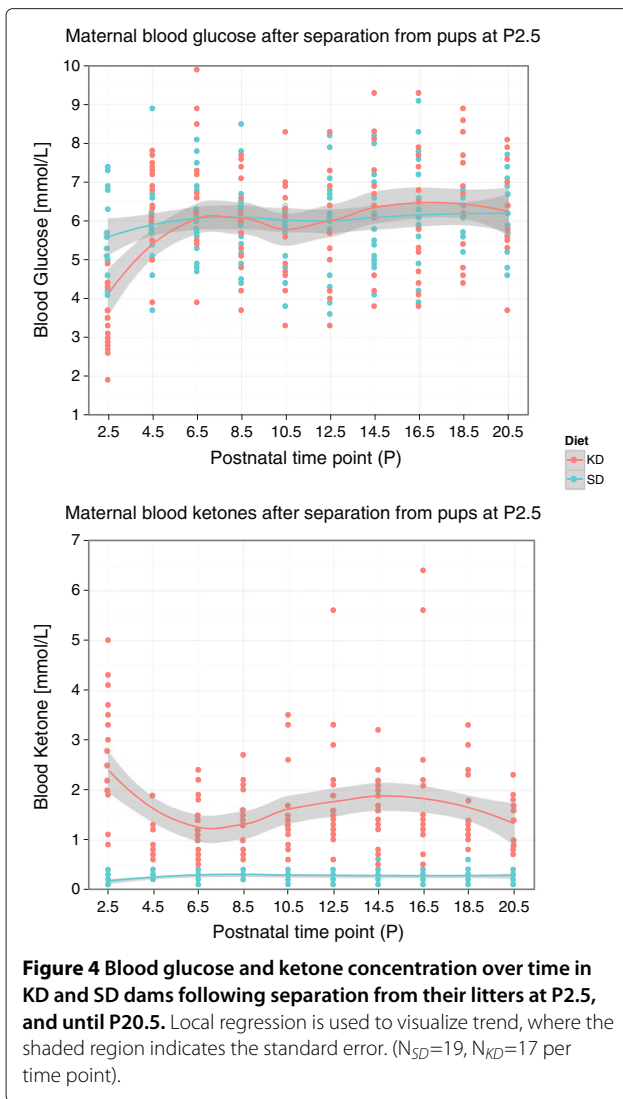 Maternal blood glucose after separation from pups at P2.5
10
9
8
7
6
5
4
3
2
1
Blood Glucose [mmol/L]
2.5 4.5 6.5 8.5 10.5 12.5 14.5 16.5 18.5 20.5
Postnatal time point (P)
Diet
KD
SD
Maternal blood ketones after separation from pups at P2.5
7
6
5
4
3
2
1
0
Blood Ketone [mmol/L]
2.5 4.5 6.5 8.5 10.5 12.5 14.5 16.5 18.5 20.5
Postnatal time point (P)
Figure 4 Blood glucose and ketone concentration over time in
KD and SD dams following separation from their litters at P2.5,
and until P20.5. Local regression is used to visualize trend, where the
shaded region indicates the standard error. (N_SD=19, N_KD=17 per
time point).